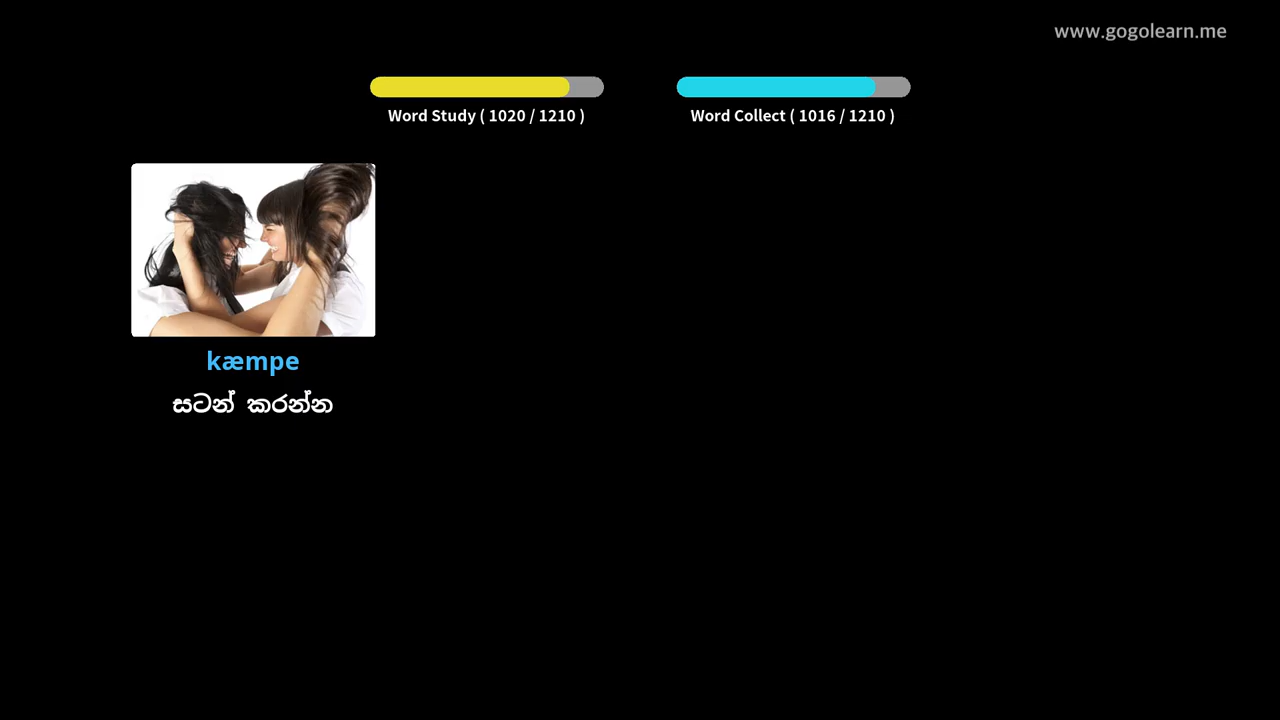 www.gogolearn.me
Word Study ( 1020 / 1210 )
Word Collect ( 1016 / 1210 )
kæmpe
සටන් කරන්න